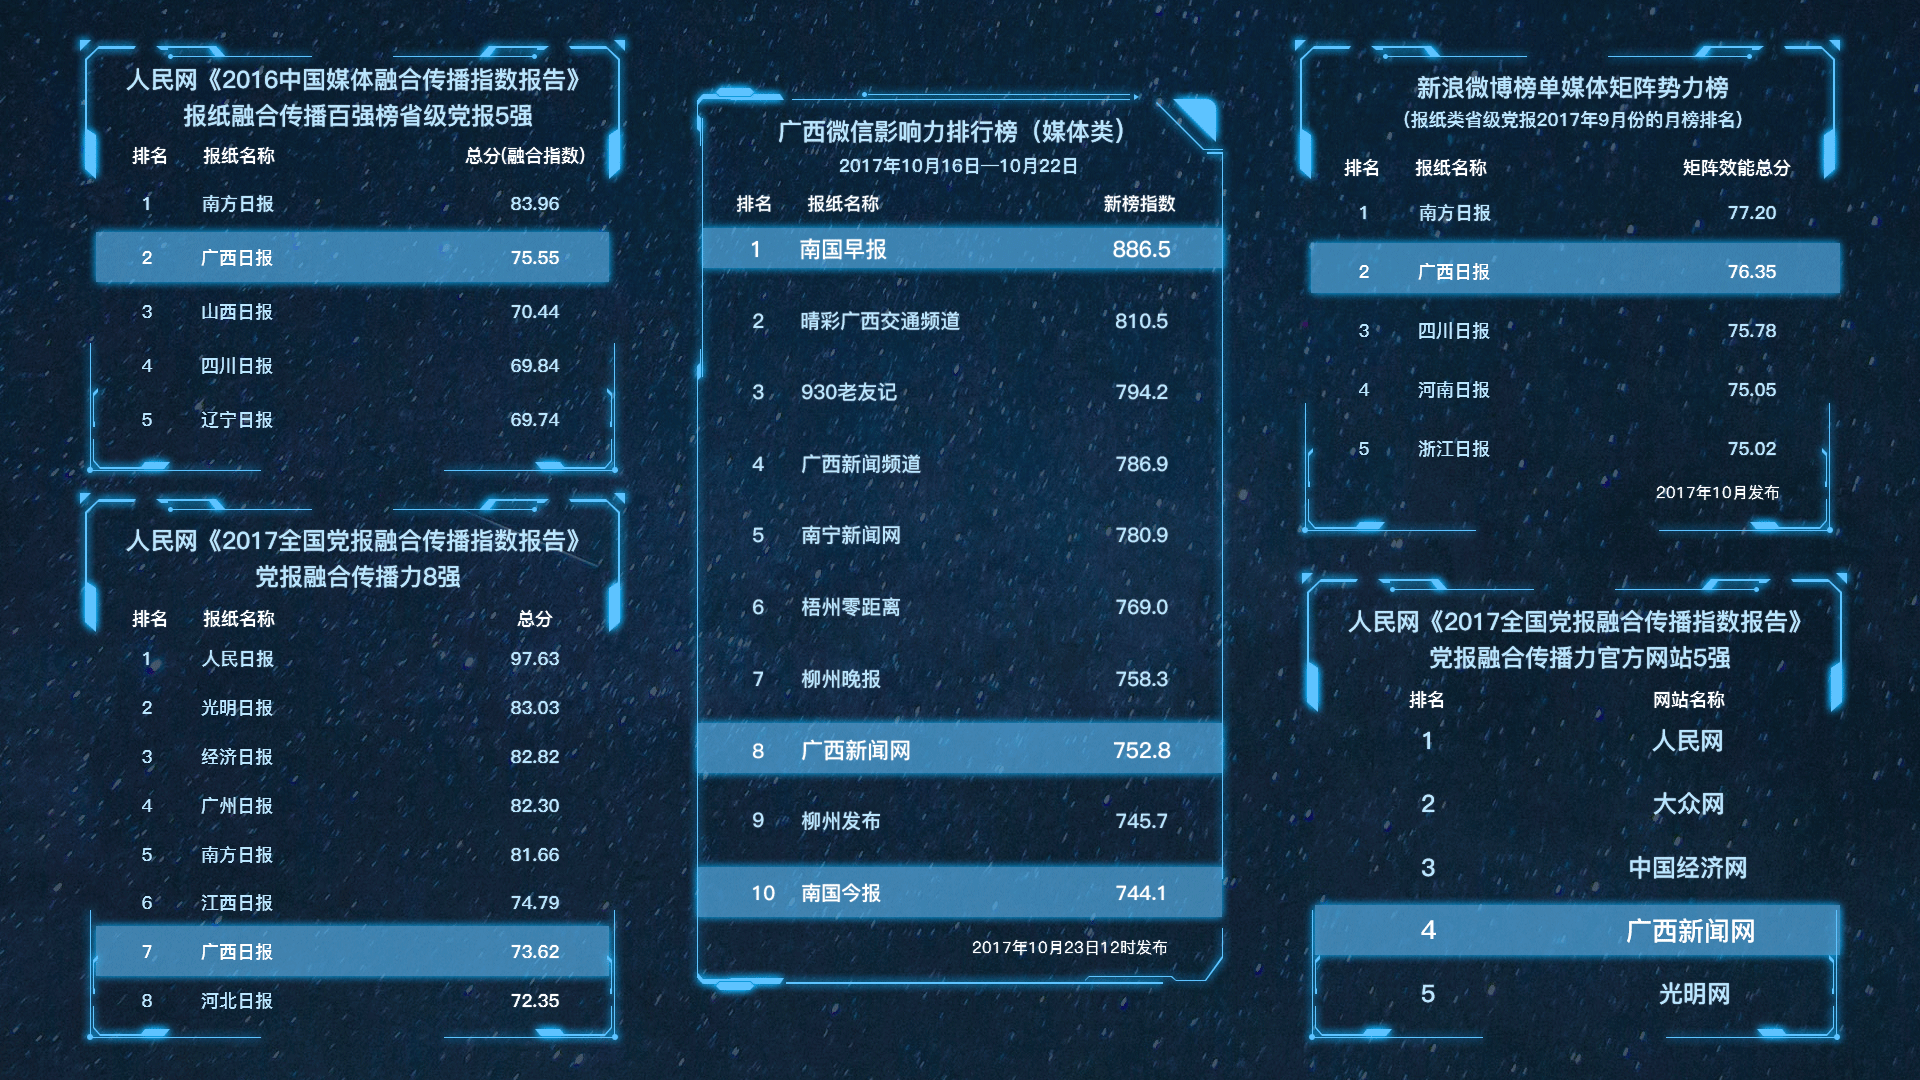 人民网《2016中国媒体融合传播指数报告》
报纸融合传播百强榜省级党报5强
排名 报纸名称 总分(融合指数)
1 南方日报 83.96
2 广西日报 75.55
3 山西日报 70.44
4 四川日报 69.84
5 辽宁日报 69.74
人民网《2017全国党报融合传播指数报告》
党报融合传播力8强
排名 报纸名称 总分
1 人民日报 97.63
2 光明日报 83.03
3 经济日报 82.82
4 广州日报 82.30
5 南方日报 81.66
6 江西日报 74.79
7 广西日报 73.62
8 河北日报 72.35
广西微信影响力排行榜（媒体类）
2017年10月16日—10月22日
排名 报纸名称 新榜指数
1 南国早报 886.5
2 晴彩广西交通频道 810.5
3 930老友记 794.2
4 广西新闻频道 786.9
5 南宁新闻网 780.9
6 梧州零距离 769.0
7 柳州晚报 758.3
8 广西新闻网 752.8
9 柳州发布 745.7
10 南国今报 744.1
2017年10月23日12时发布
新浪微博榜单媒体矩阵势力榜
（报纸类省级党报2017年9月份的月榜排名）
排名 报纸名称 矩阵效能总分
1 南方日报 77.20
2 广西日报 76.35
3 四川日报 75.78
4 河南日报 75.05
5 浙江日报 75.02
2017年10月发布
人民网《2017全国党报融合传播指数报告》
党报融合传播力官方网站5强
排名 网站名称
1 人民网
2 大众网
3 中国经济网
4 广西新闻网
5 光明网